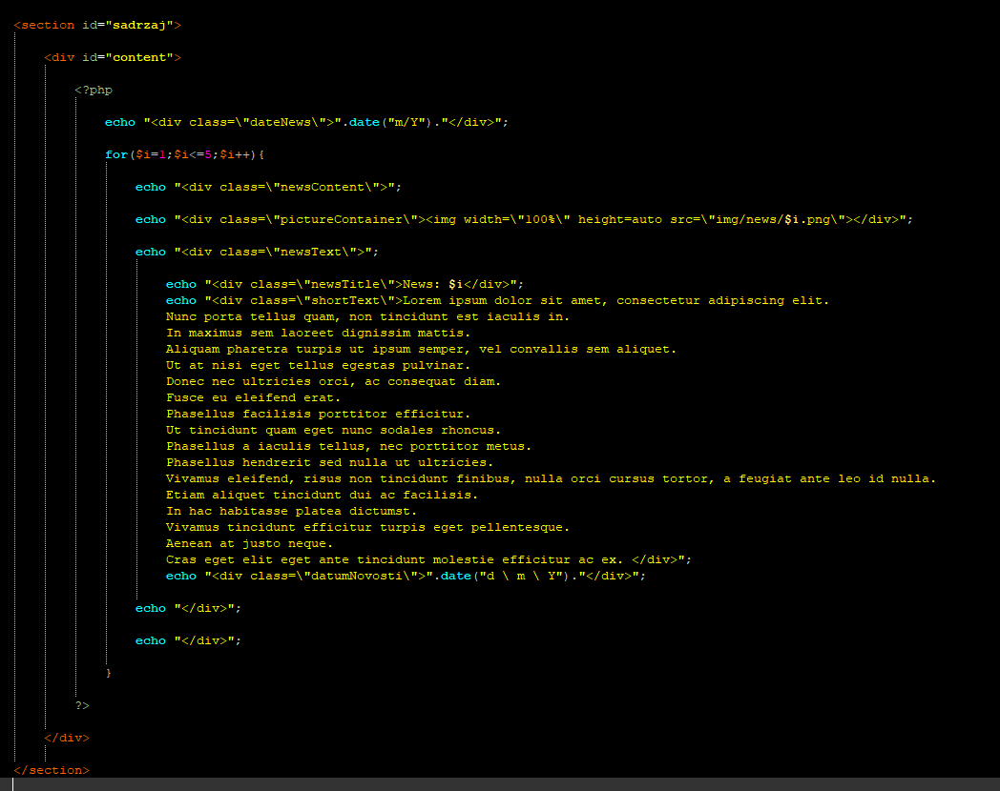 <section id="sadrzaj">
<div id="content">
<?php
echo "<div class=\"dateNews\">".date("m/Y")."</div>";
for($i=1;$i<=5;$i++){
echo "<div class=\"newsContent\">";
echo "<div class=\"pictureContainer\"><img width=\"100%\" height=auto src=\"img/news/$i.png\"></div>";
echo "<div class=\"newsText\">";
echo "<div class=\"newsTitle\">News: $i</div>";
echo "<div class=\"shortText\">Lorem ipsum dolor sit amet, consectetur adipiscing elit.
Nunc porta tellus quam, non tincidunt est iaculis in.
In maximus sem laoreet dignissim mattis.
Aliquam pharetra turpis ut ipsum semper, vel convallis sem aliquet.
Ut at nisi eget tellus egestas pulvinar.
Donec nec ultricies orci, ac consequat diam.
Fusce eu eleifend erat.
Phasellus facilisis porttitor efficitur.
Ut tincidunt quam eget nunc sodales rhoncus.
Phasellus a iaculis tellus, nec porttitor metus.
Phasellus hendrerit sed nulla ut ultricies.
Vivamus eleifend, risus non tincidunt finibus, nulla orci cursus tortor, a feugiat ante leo id nulla.
Etiam aliquet tincidunt dui ac facilisis.
In hac habitasse platea dictumst.
Vivamus tincidunt efficitur turpis eget pellentesque.
Aenean at justo neque.
Cras eget elit eget ante tincidunt molestie efficitur ac ex. </div>";
echo "<div class=\"datumNovosti\">".date("d \ m \ Y")."</div>";
echo "</div>";
echo "</div>";
}
?>
</div>
</section>